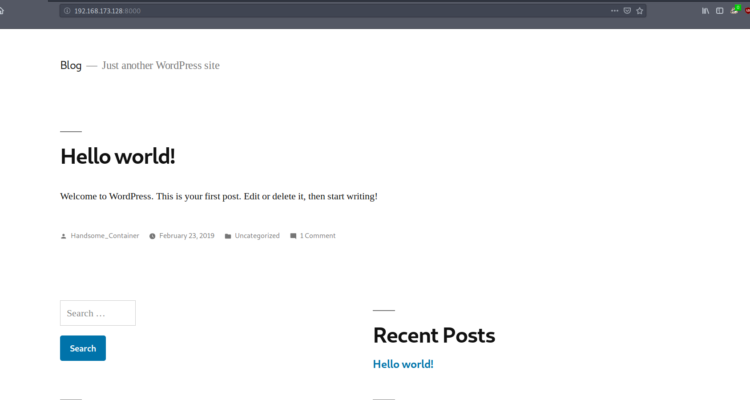 192.168.173.128:8000
Blog — Just another WordPress site
Hello world!
Welcome to WordPress. This is your first post. Edit or delete it, then start writing!
Handsome_Container February 23, 2019 Uncategorized 1 Comment
Search …
Search
Recent Posts
Hello world!